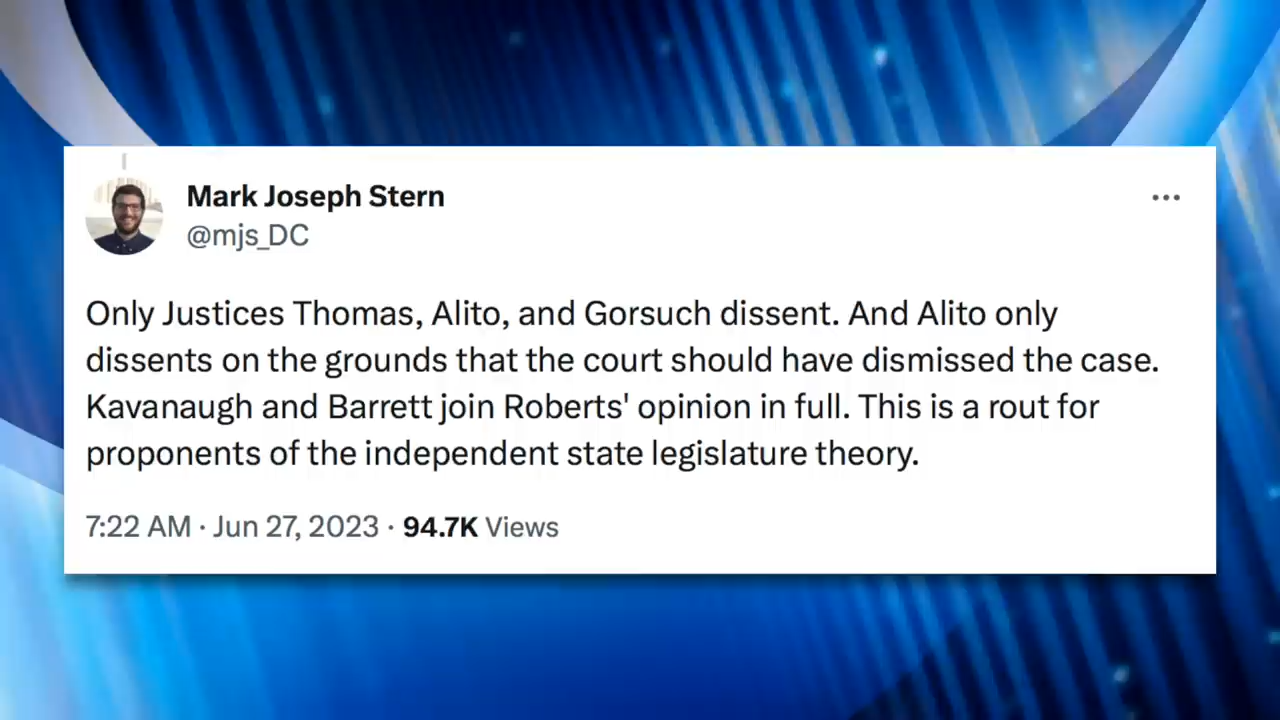 Mark Joseph Stern
@mjs_DC
Only Justices Thomas, Alito, and Gorsuch dissent. And Alito only
dissents on the grounds that the court should have dismissed the case.
Kavanaugh and Barrett join Roberts' opinion in full. This is a rout for
proponents of the independent state legislature theory.
7:22 AM · Jun 27, 2023 · 94.7K Views